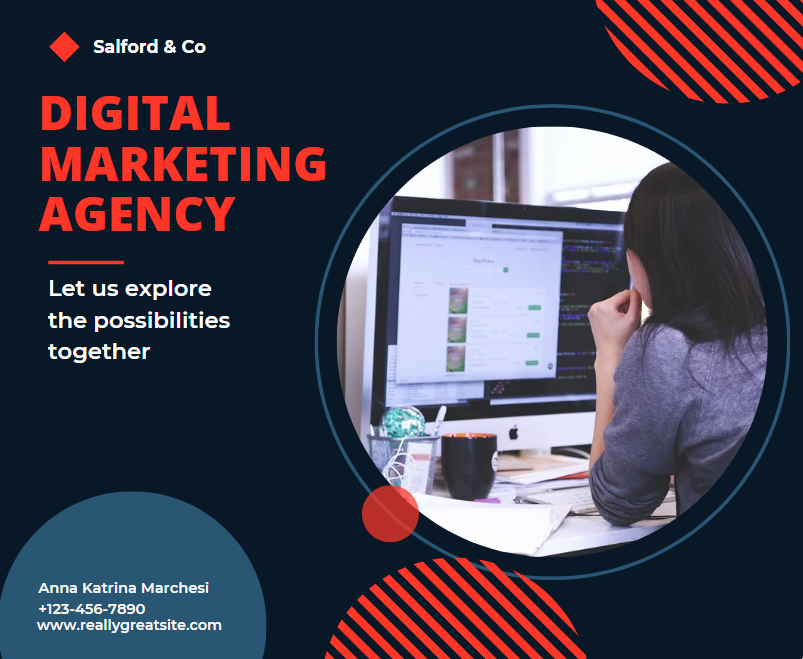 Salford & Co
DIGITAL
MARKETING
AGENCY
Let us explore
the possibilities
together
Anna Katrina Marchesi
+123-456-7890
www.reallygreatsite.com